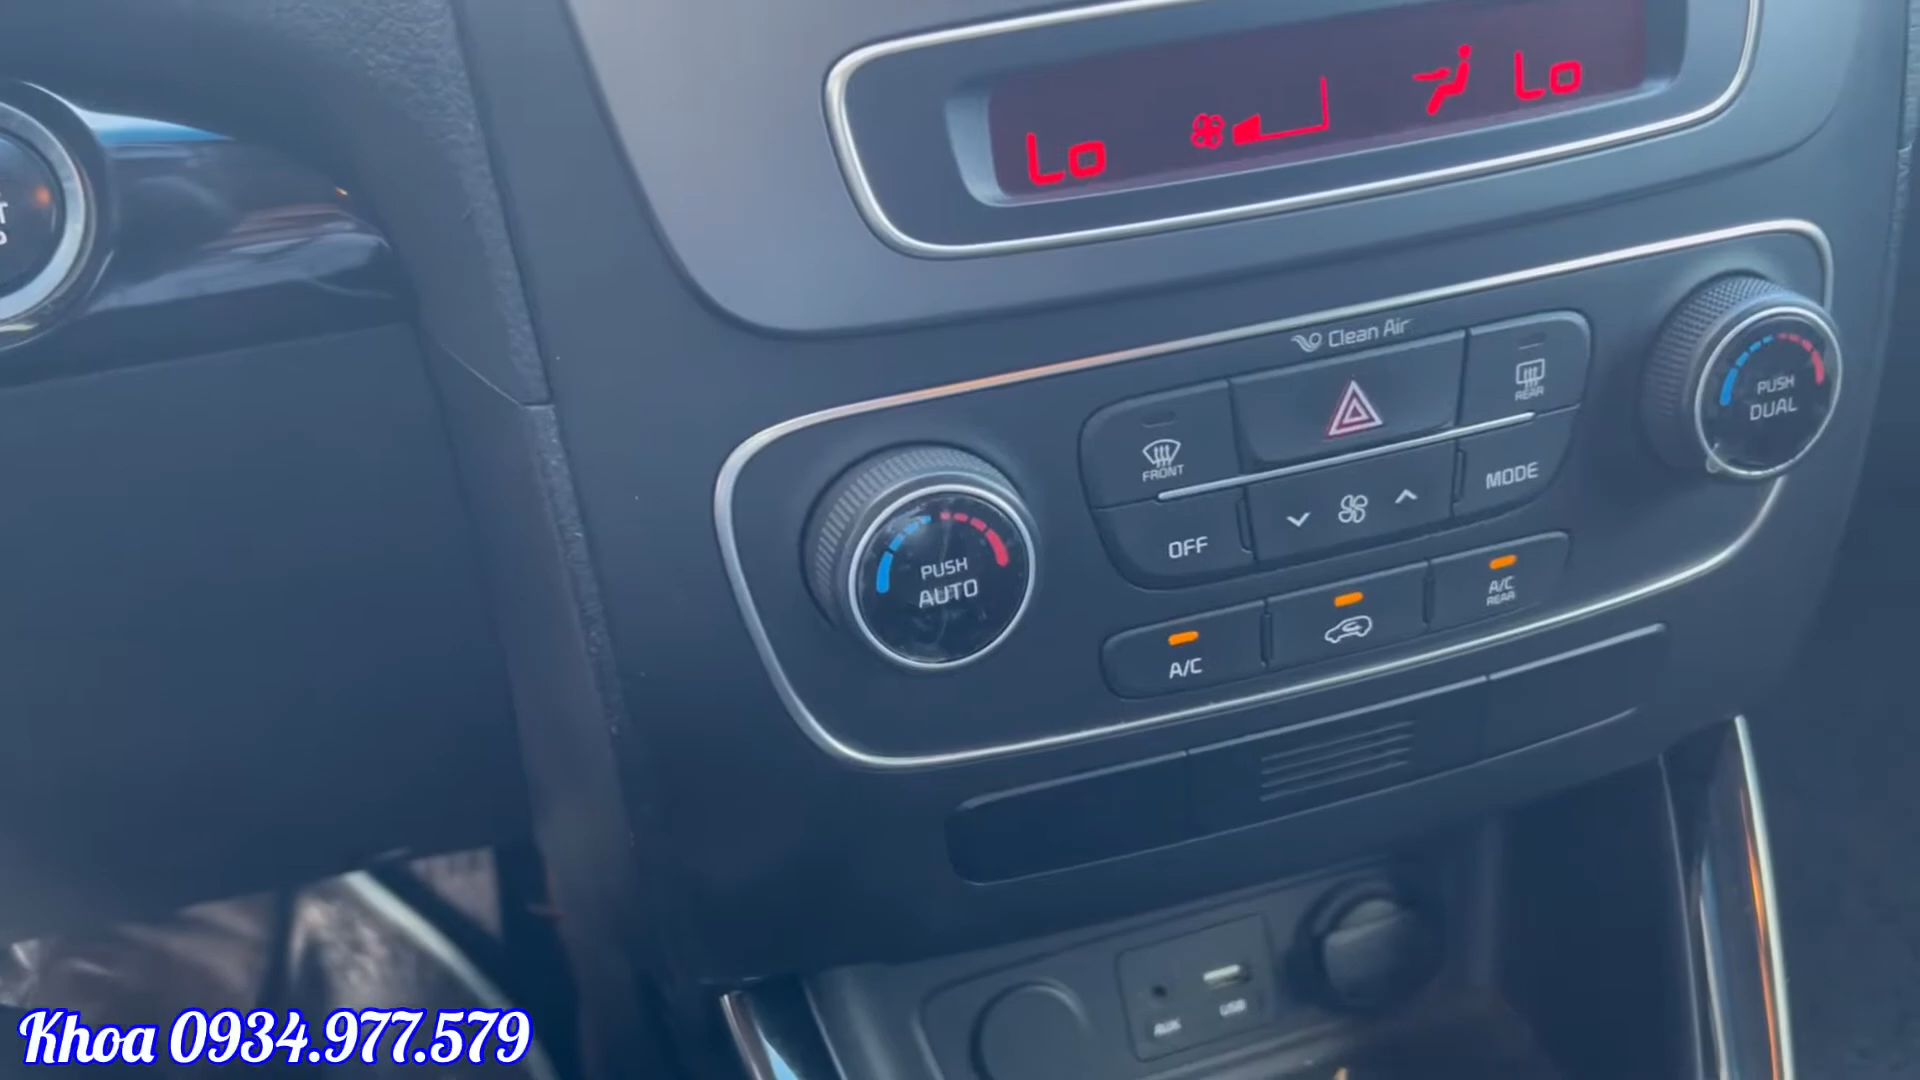 Lo
Lo
Clean Air
REAR
FRONT
PUSH
DUAL
MODE
OFF
PUSH
AUTO
A/C
A/C
REAR
AUX
USB
Khoa 0934.977.579